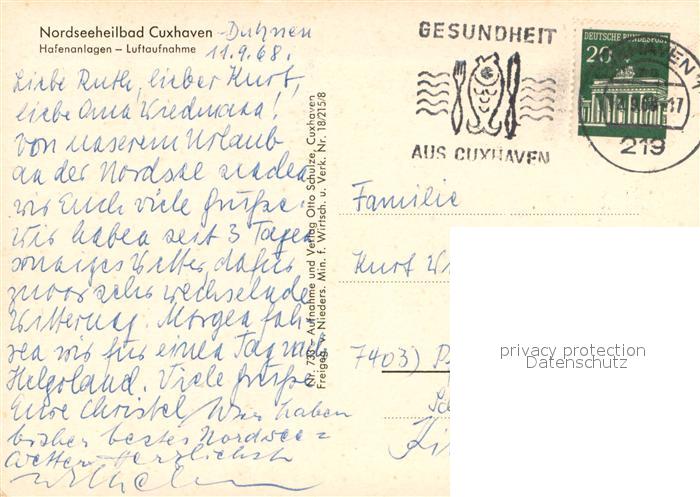 Nordseeheilbad Cuxhaven - Duhnen
Hafenanlagen – Luftaufnahme
11.9.68.
Liebe Ruth, lieber Kurt,
liebe Oma Wiedmann!
Von unserem Urlaub
an der Nordsee senden
wir Euch viele Grüße.
Wir haben seit 3 Tagen
sonniges Wetter, dafür
zuvor sehr wechselnde
Witterung. Morgen fah-
ren wir für einen Tag nach
Helgoland. Viele Grüße
Eure Christel Wir haben
bisher bestes Nordsee=
wetter. Herzlichst
Nr. 733 Aufnahme und Verlag Otto Schulze, Cuxhaven
Freigeg. v. Nieders. Min. f. Wirtsch. u. Verk. Nr. 18/215/8
GESUNDHEIT
AUS CUXHAVEN
DEUTSCHE BUNDESPOST
20
219
Familie
Kurt Wi
7403)
privacy protection
Datenschutz